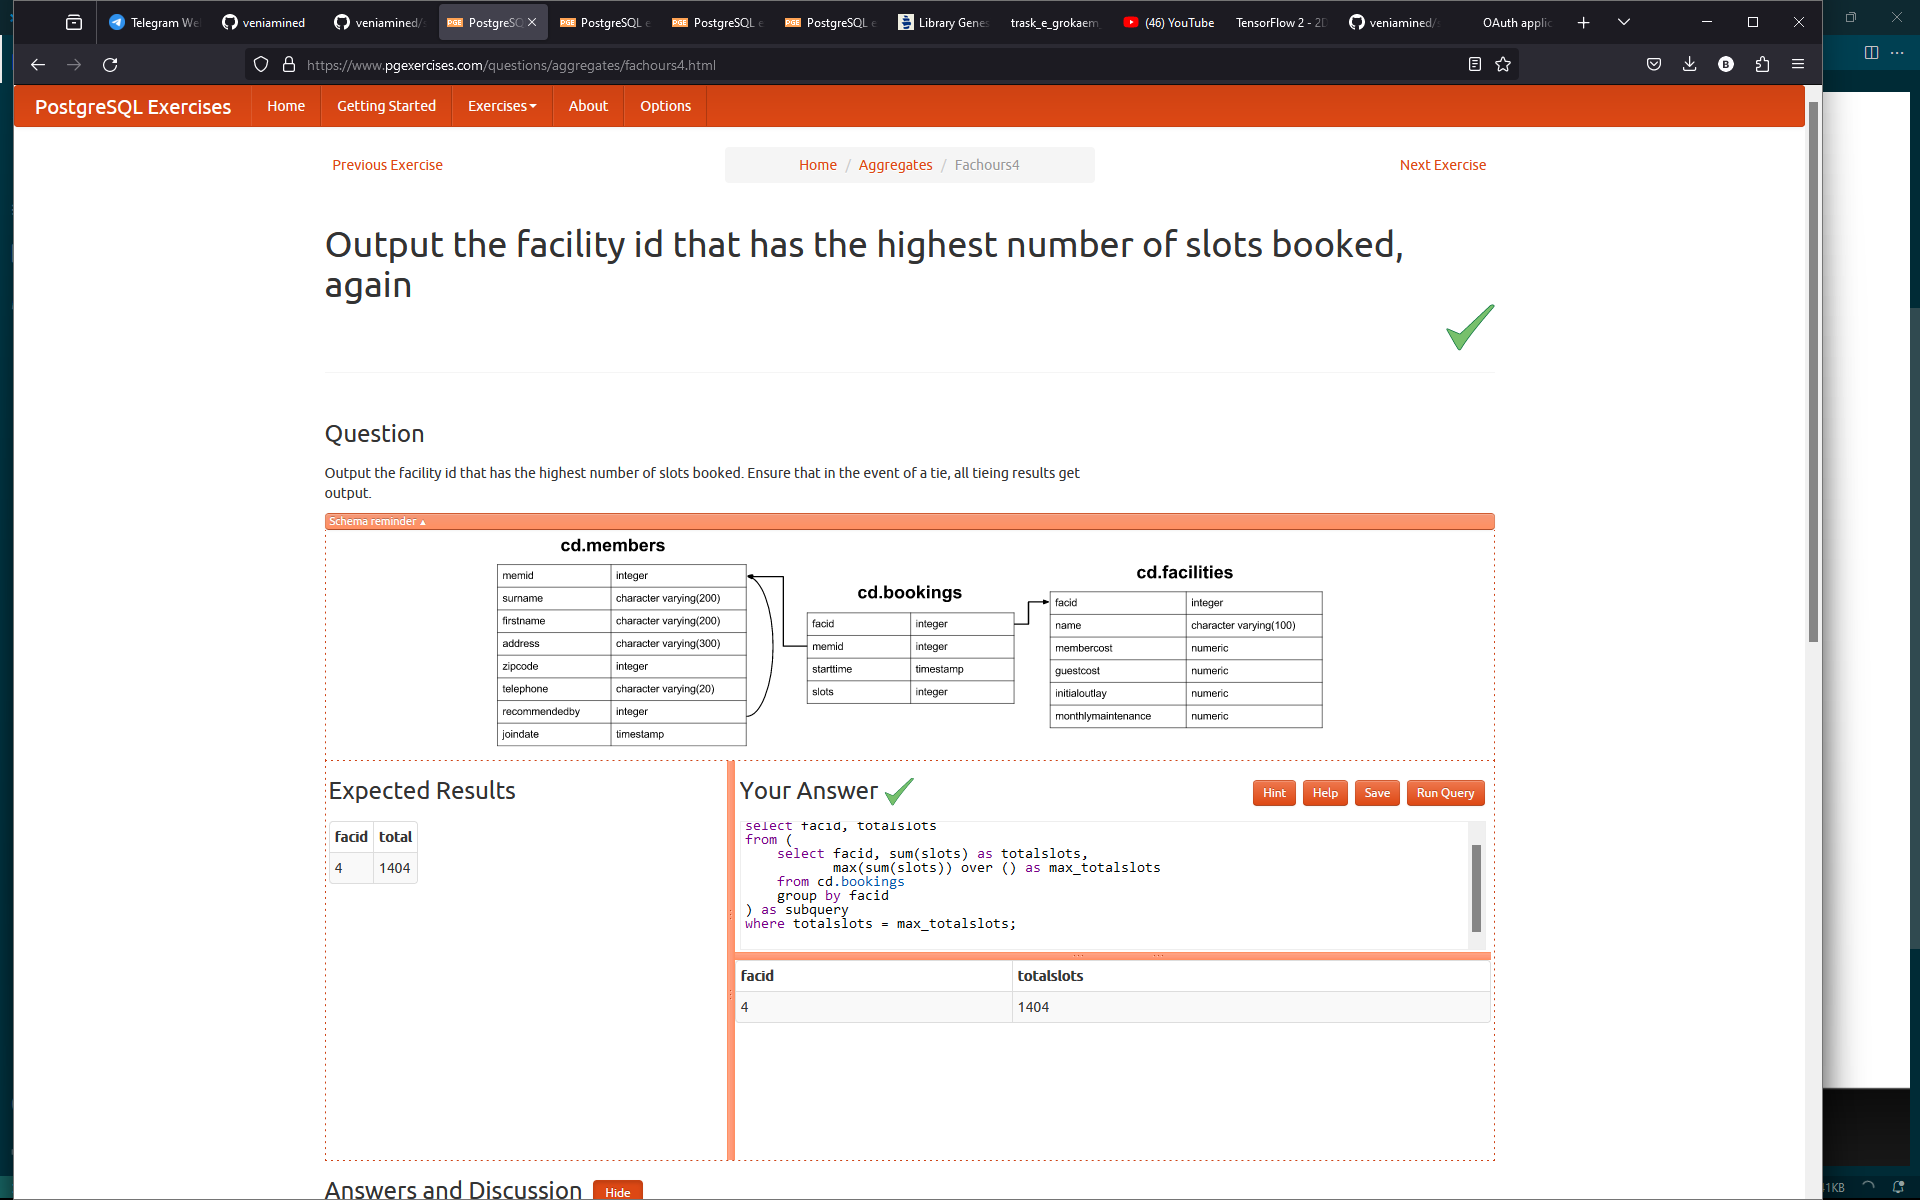 Telegram We
veniamined
veniamined/s
PGE PostgreSQ
PGE PostgreSQL e
PGE PostgreSQL e
PGE PostgreSQL e
Library Genes
trask_e_grokaem_
(46) YouTube
TensorFlow 2 - 2D
veniamined/s
OAuth applic
https://www.pgexercises.com/questions/aggregates/fachours4.html
B
PostgreSQL Exercises
Home
Getting Started
Exercises
About
Options
Previous Exercise
Home / Aggregates / Fachours4
Next Exercise
Output the facility id that has the highest number of slots booked,
again
Question
Output the facility id that has the highest number of slots booked. Ensure that in the event of a tie, all tieing results get
output.
Schema reminder ▴
cd.members
memid integer
surname character varying(200)
firstname character varying(200)
address character varying(300)
zipcode integer
telephone character varying(20)
recommendedby integer
joindate timestamp
cd.bookings
facid integer
memid integer
starttime timestamp
slots integer
cd.facilities
facid integer
name character varying(100)
membercost numeric
guestcost numeric
initialoutlay numeric
monthlymaintenance numeric
Expected Results
facid total
4 1404
Your Answer
Hint
Help
Save
Run Query
select facid, totalslots
from (
    select facid, sum(slots) as totalslots,
           max(sum(slots)) over () as max_totalslots
    from cd.bookings
    group by facid
) as subquery
where totalslots = max_totalslots;
facid totalslots
4 1404
Answers and Discussion
Hide